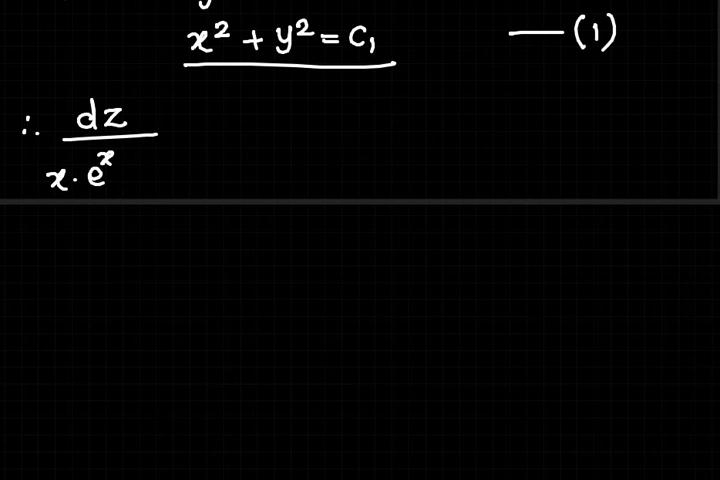 x² + y² = C₁ —— (1)
∴ dz
x · eˣ